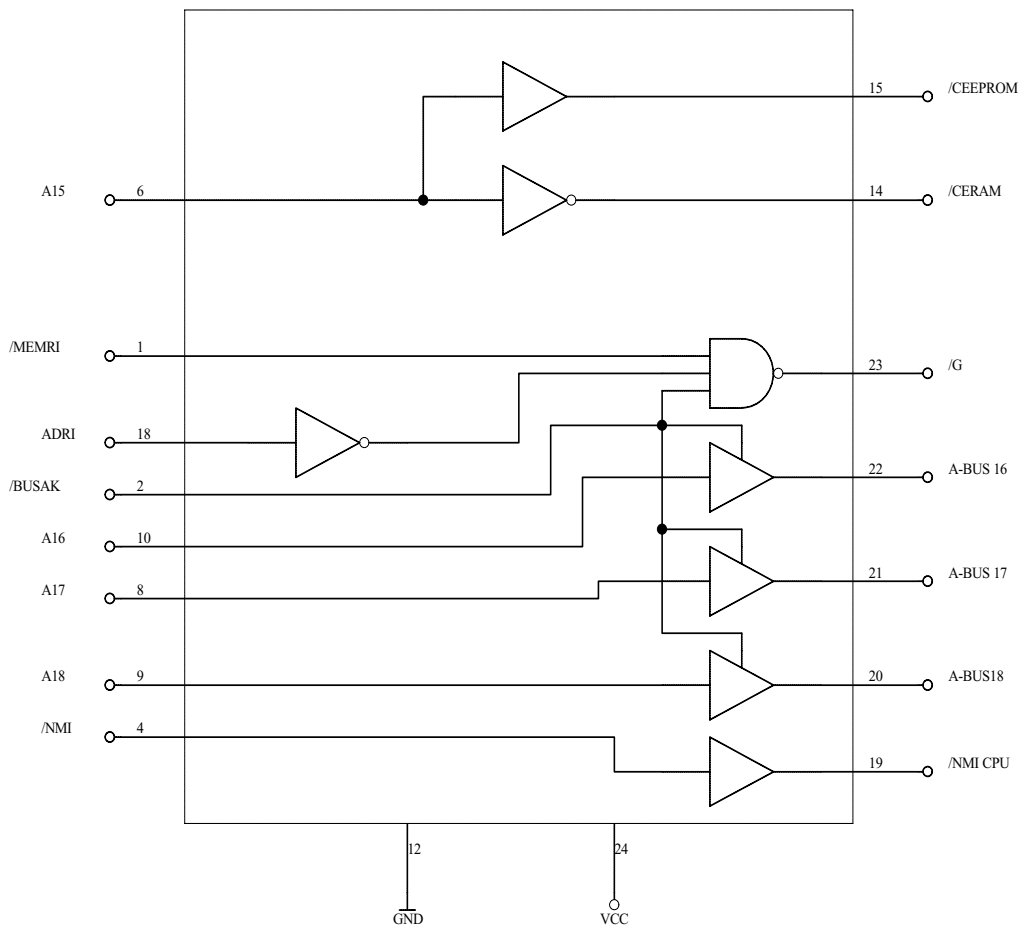 15 /CEEPROM
A15 6 14 /CERAM
/MEMRI 1
23 /G
ADRI 18
22 A-BUS 16
/BUSAK 2
A16 10
21 A-BUS 17
A17 8
A18 9 20 A-BUS18
/NMI 4
19 /NMI CPU
12 24
GND VCC